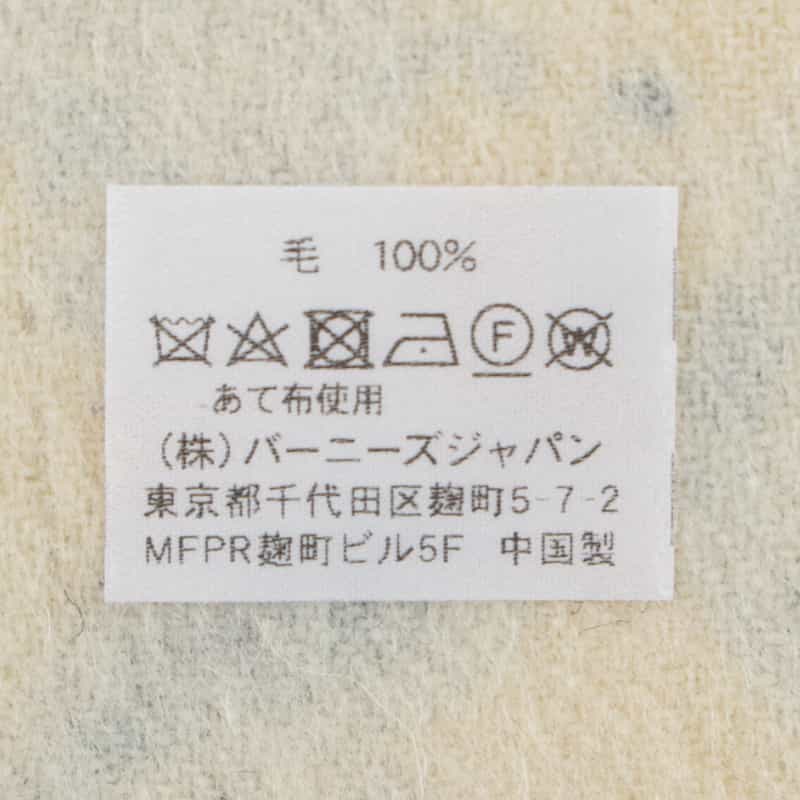 毛 100%
F W
あて布使用
(株)バーニーズジャパン
東京都千代田区麹町5-7-2
MFPR麹町ビル5F 中国製